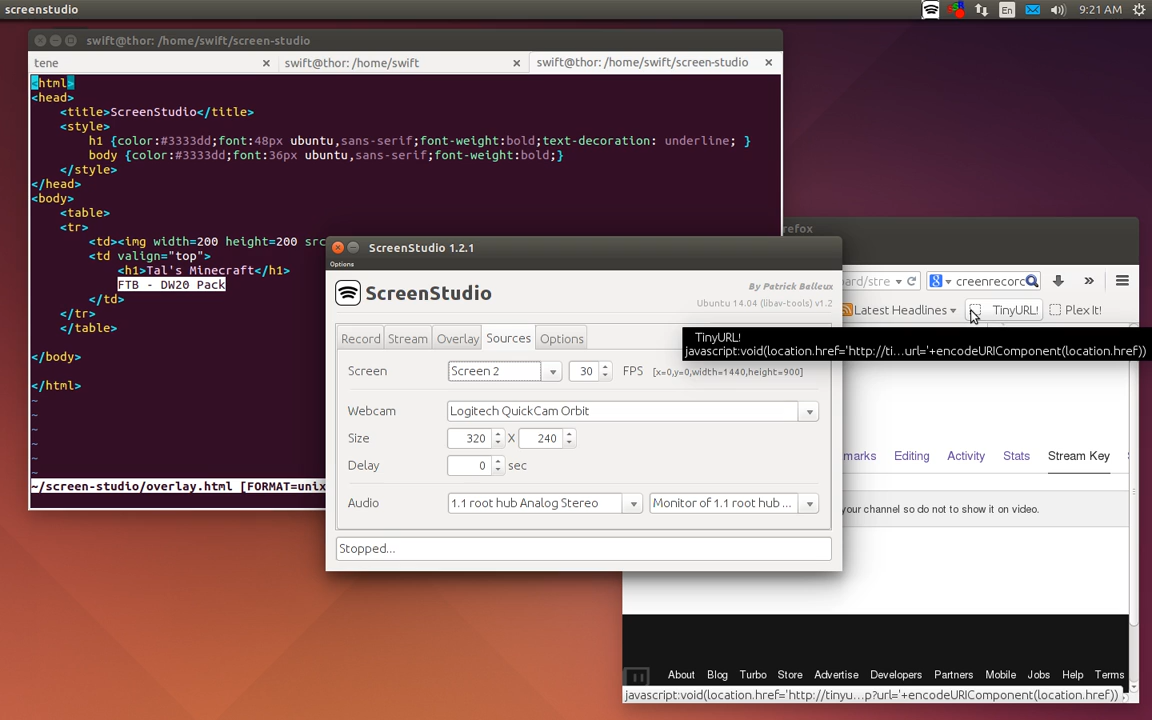 screenstudio
En
9:21 AM
swift@thor: /home/swift/screen-studio
tene
swift@thor: /home/swift
swift@thor: /home/swift/screen-studio
<html>
<head>
<title>ScreenStudio</title>
<style>
h1 {color:#3333dd;font:48px ubuntu,sans-serif;font-weight:bold;text-decoration: underline; }
body {color:#3333dd;font:36px ubuntu,sans-serif;font-weight:bold;}
</style>
</head>
<body>
<table>
<tr>
<td><img width=200 height=200 src
<td valign="top">
<h1>Tal's Minecraft</h1>
FTB - DW20 Pack
</td>
</tr>
</table>
</body>
</html>
~
~
~
~
~
~
~/screen-studio/overlay.html [FORMAT=unix
ScreenStudio 1.2.1
Options
ScreenStudio
By Patrick Balleux
Ubuntu 14.04 (libav-tools) v1.2
Record Stream Overlay Sources Options
Screen Screen 2 30 FPS [x=0,y=0,width=1440,height=900]
Webcam Logitech QuickCam Orbit
Size 320 X 240
Delay 0 sec
Audio 1.1 root hub Analog Stereo Monitor of 1.1 root hub ...
Stopped...
refox
oard/stre
creenrecorc
Latest Headlines
TinyURL!
Plex It!
TinyURL!
javascript:void(location.href='http://ti...url='+encodeURIComponent(location.href))
marks Editing Activity Stats Stream Key
your channel so do not to show it on video.
About Blog Turbo Store Advertise Developers Partners Mobile Jobs Help Terms
javascript:void(location.href='http://tinyu...p?url='+encodeURIComponent(location.href))